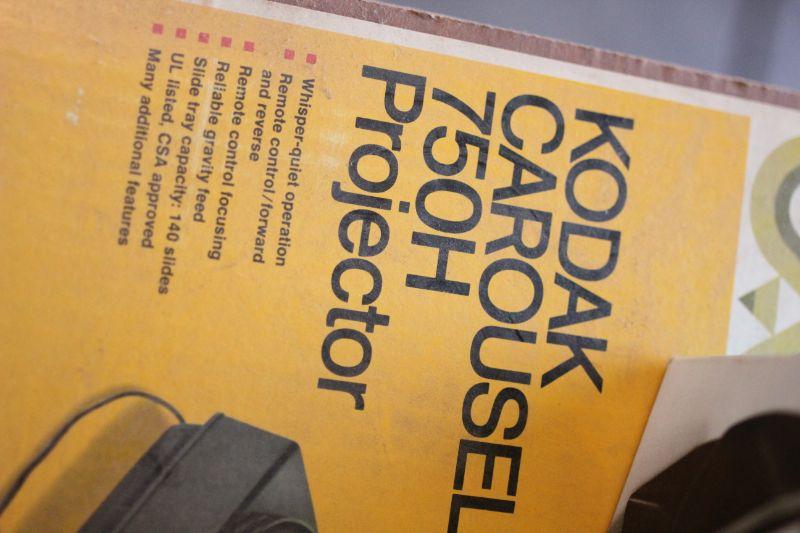 KODAK
CAROUSEL
750H
Projector
Whisper-quiet operation
Remote control/forward
and reverse
Remote control focusing
Reliable gravity feed
Slide tray capacity: 140 slides
UL listed, CSA approved
Many additional features